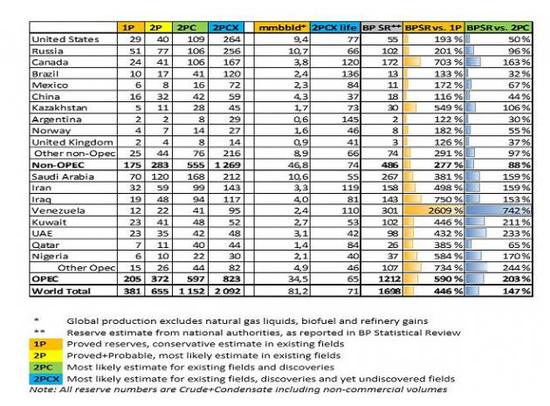 1P 2P 2PC 2PCX mmbbld* 2PCX life BP SR** BPSR vs. 1P BPSR vs. 2PC
United States 29 40 109 264 9,4 77 55 193 % 50 %
Russia 51 77 106 256 10,7 66 102 201 % 96 %
Canada 24 41 106 167 3,8 120 172 703 % 163 %
Brazil 10 17 41 120 2,4 136 13 133 % 32 %
Mexico 6 8 16 72 2,3 84 11 172 % 67 %
China 16 32 42 59 4,3 37 18 116 % 44 %
Kazakhstan 5 11 28 45 1,7 73 30 549 % 106 %
Argentina 2 2 8 29 0,6 145 2 122 % 30 %
Norway 4 7 14 27 1,6 46 8 182 % 55 %
United Kingdom 2 4 8 14 0,9 41 3 126 % 37 %
Other non-Opec 25 44 76 216 8,9 66 74 291 % 97 %
Non-OPEC 175 283 555 1 269 46,8 74 486 277 % 88 %
Saudi Arabia 70 120 168 212 10,6 55 267 381 % 159 %
Iran 32 59 99 143 3,3 119 158 498 % 159 %
Iraq 19 48 94 117 4,0 81 143 750 % 153 %
Venezuela 12 22 41 95 2,4 110 301 2609 % 742 %
Kuwait 23 41 48 52 2,7 53 102 446 % 211 %
UAE 23 35 42 48 3,1 42 98 432 % 233 %
Qatar 7 11 40 44 1,4 84 26 385 % 65 %
Nigeria 6 10 22 30 2,1 40 37 584 % 170 %
Other Opec 15 26 44 82 4,9 46 107 734 % 244 %
OPEC 205 372 597 823 34,5 65 1212 590 % 203 %
World Total 381 655 1 152 2 092 81,2 71 1698 446 % 147 %
* Global production excludes natural gas liquids, biofuel and refinery gains
** Reserve estimate from national authorities, as reported in BP Statistical Review
1P Proved reserves, conservative estimate in existing fields
2P Proved+Probable, most likely estimate in existing fields
2PC Most likely estimate for existing fields and discoveries
2PCX Most likely estimate for existing fields, discoveries and yet undiscovered fields
Note: All reserve numbers are Crude+Condensate including non-commercial volumes